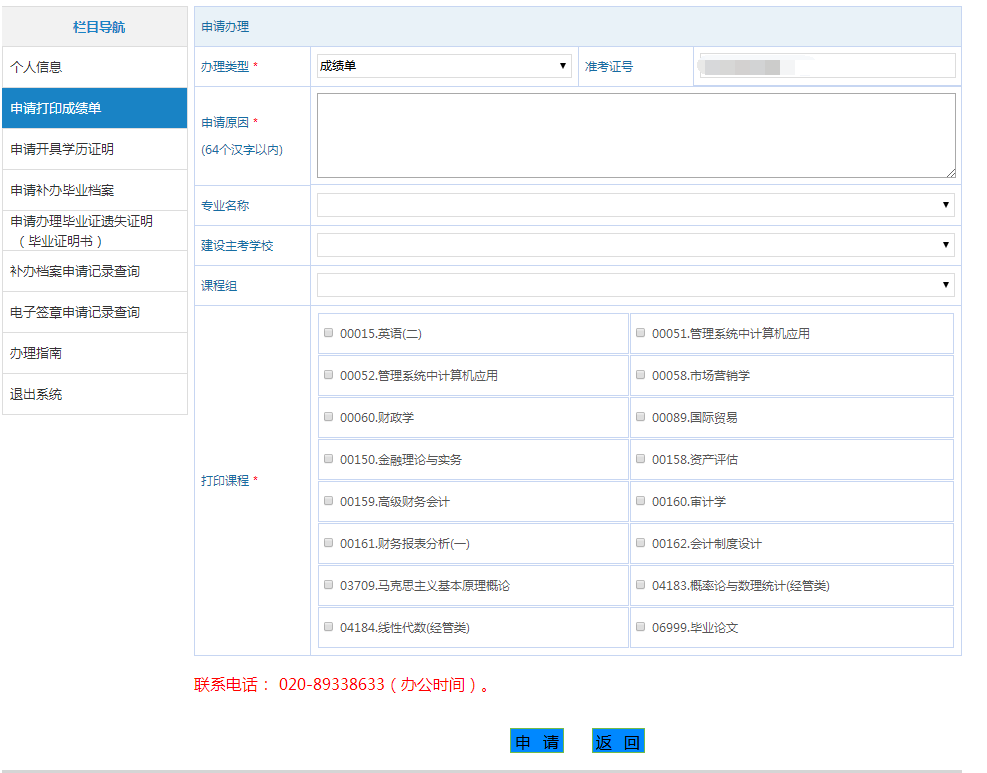 栏目导航
个人信息
申请打印成绩单
申请开具学历证明
申请补办毕业档案
申请办理毕业证遗失证明
（毕业证明书）
补办档案申请记录查询
电子签章申请记录查询
办理指南
退出系统
申请办理
办理类型 *
成绩单
准考证号
申请原因 *
(64个汉字以内)
专业名称
建设主考学校
课程组
打印课程 *
00015.英语(二)
00051.管理系统中计算机应用
00052.管理系统中计算机应用
00058.市场营销学
00060.财政学
00089.国际贸易
00150.金融理论与实务
00158.资产评估
00159.高级财务会计
00160.审计学
00161.财务报表分析(一)
00162.会计制度设计
03709.马克思主义基本原理概论
04183.概率论与数理统计(经管类)
04184.线性代数(经管类)
06999.毕业论文
联系电话： 020-89338633（办公时间）。
申 请
返 回